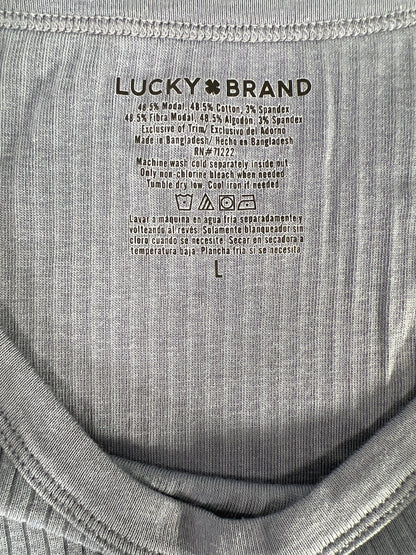 LUCKY BRAND
48.5% Modal, 48.5% Cotton, 3% Spandex
48.5% Fibra Modal, 48.5% Algodon, 3% Spandex
Exclusive of Trim/ Exclusivo del Adorno
Made in Bangladesh/ Hecho en Bangladesh
RN#71222
Machine wash cold separately inside out
Only non-chlorine bleach when needed
Tumble dry low. Cool iron if needed
Lavar a máquina en agua fría separadamente y
volteando al revés. Solamente blanqueador sin
cloro cuando se necesite. Secar en secadora a
temperatura baja. Plancha fría si se necesita
L